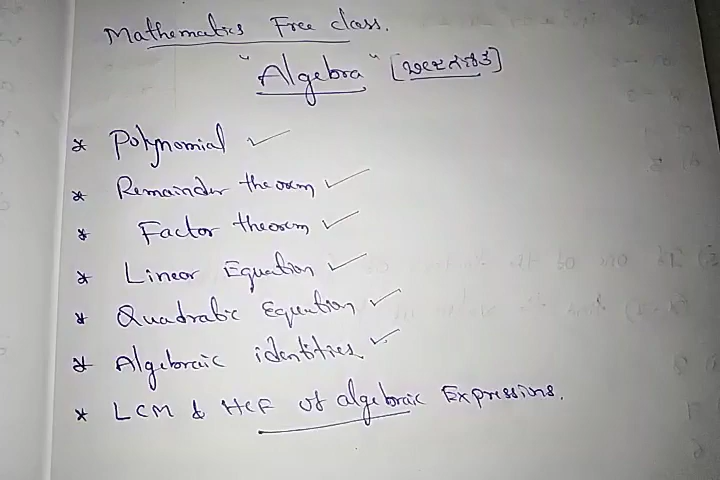 Mathematics Free class.
"Algebra" [ಬೀಜಗಣಿತ]
* Polynomial ✓
* Remainder theorem ✓
* Factor theorem ✓
* Linear Equation ✓
* Quadratic Equation ✓
* Algebraic identities ✓
* LCM & HCF of algebraic Expressions.